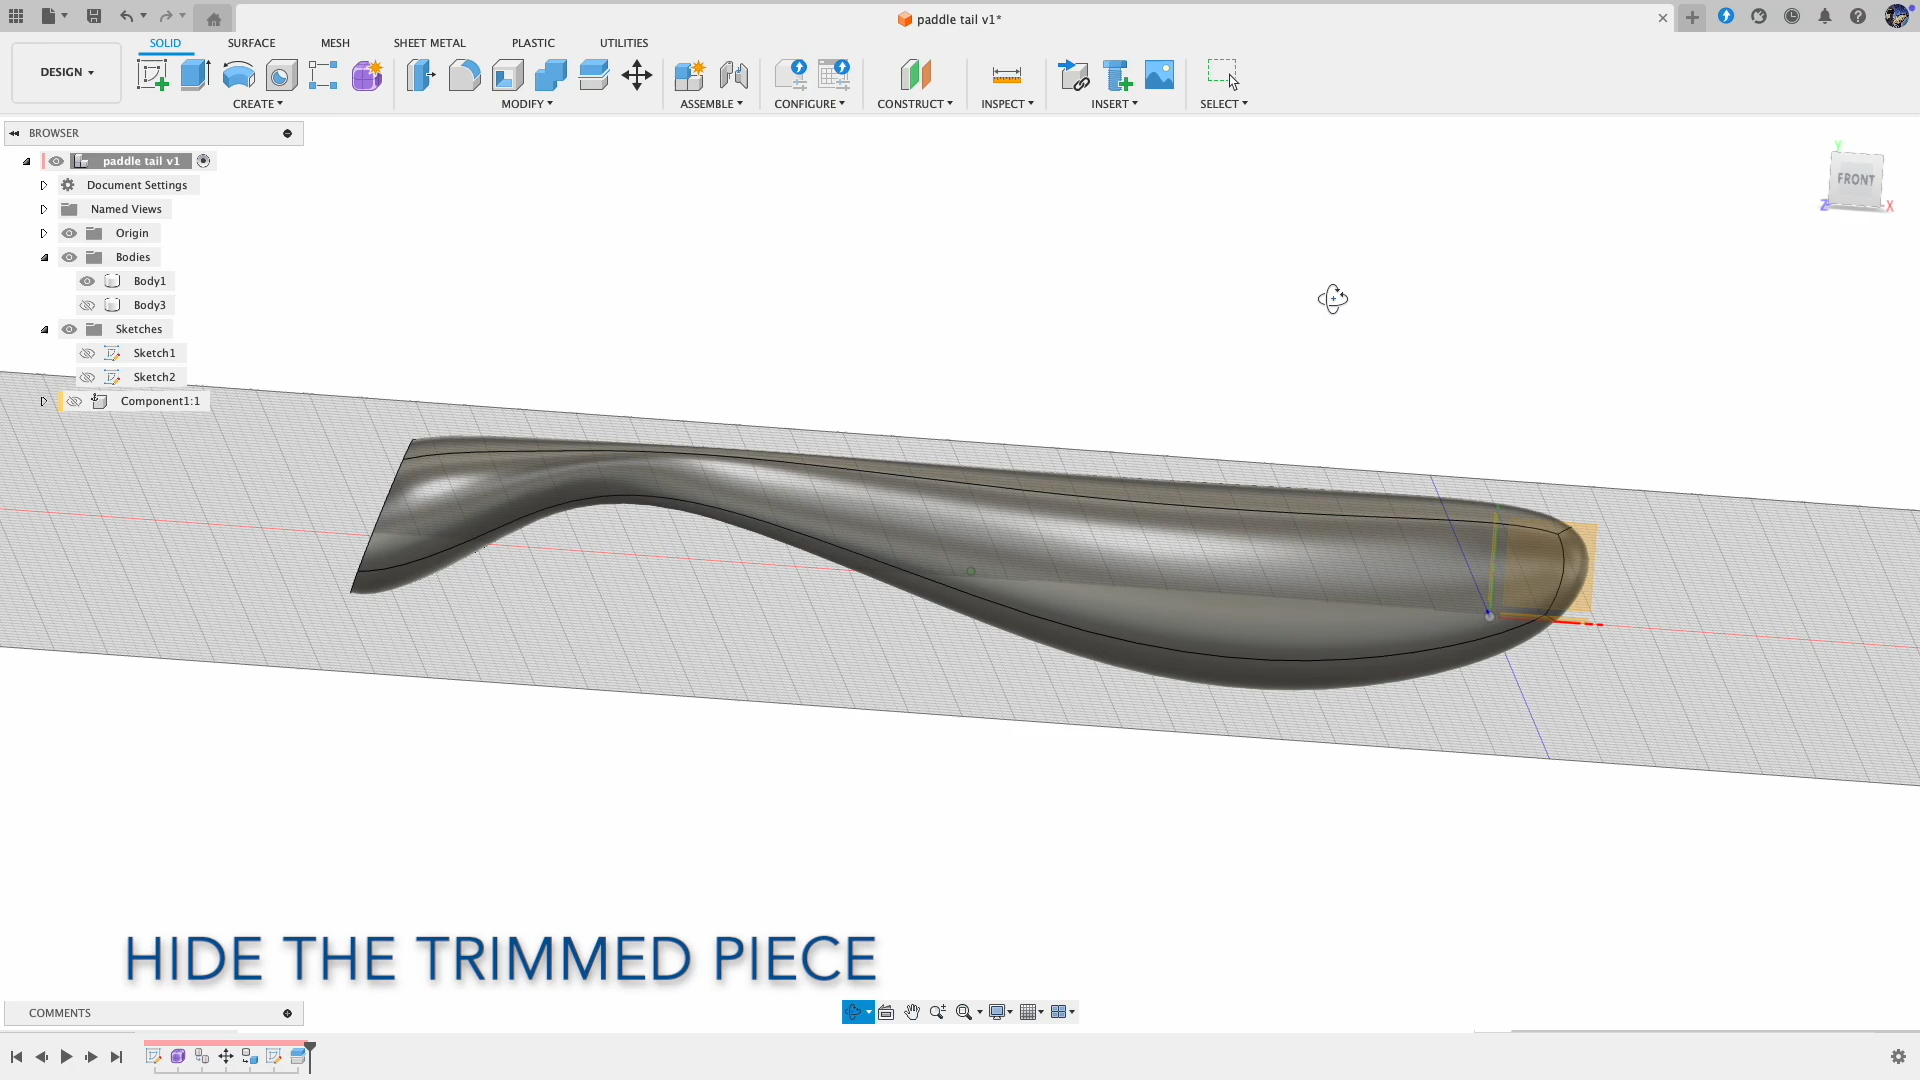 paddle tail v1*
SOLID SURFACE MESH SHEET METAL PLASTIC UTILITIES
DESIGN
CREATE MODIFY ASSEMBLE CONFIGURE CONSTRUCT INSPECT INSERT SELECT
BROWSER
paddle tail v1
Document Settings
Named Views
Origin
Bodies
Body1
Body3
Sketches
Sketch1
Sketch2
Component1:1
Y
FRONT
Z X
HIDE THE TRIMMED PIECE
COMMENTS